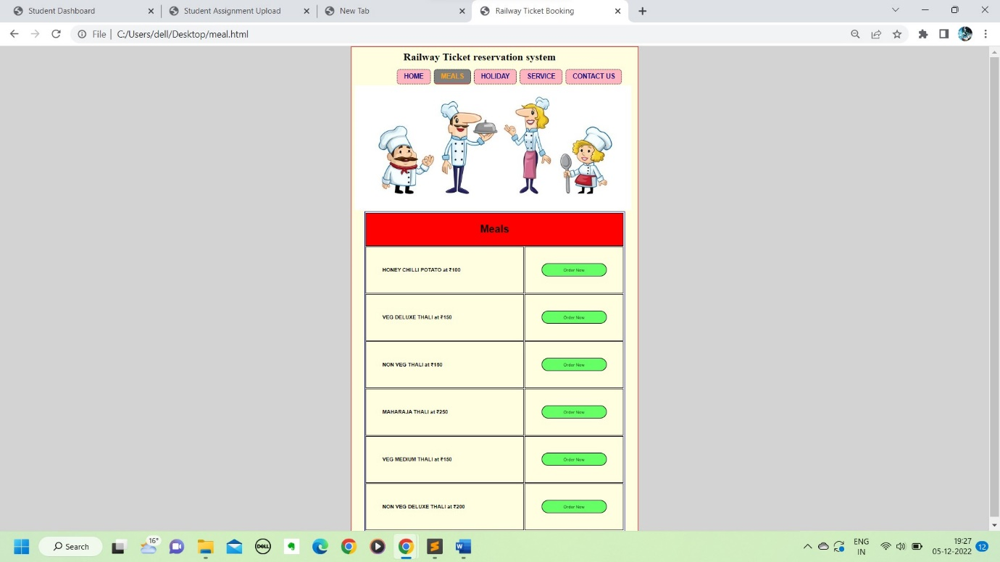 Student Dashboard Student Assignment Upload New Tab Railway Ticket Booking
File | C:/Users/dell/Desktop/meal.html
Railway Ticket reservation system
HOME MEALS HOLIDAY SERVICE CONTACT US
Meals
HONEY CHILLI POTATO at ₹100 Order Now
VEG DELUXE THALI at ₹150 Order Now
NON VEG THALI at ₹180 Order Now
MAHARAJA THALI at ₹250 Order Now
VEG MEDIUM THALI at ₹150 Order Now
NON VEG DELUXE THALI at ₹200 Order Now
16°
Search DELL ENG 19:27
IN 05-12-2022 12